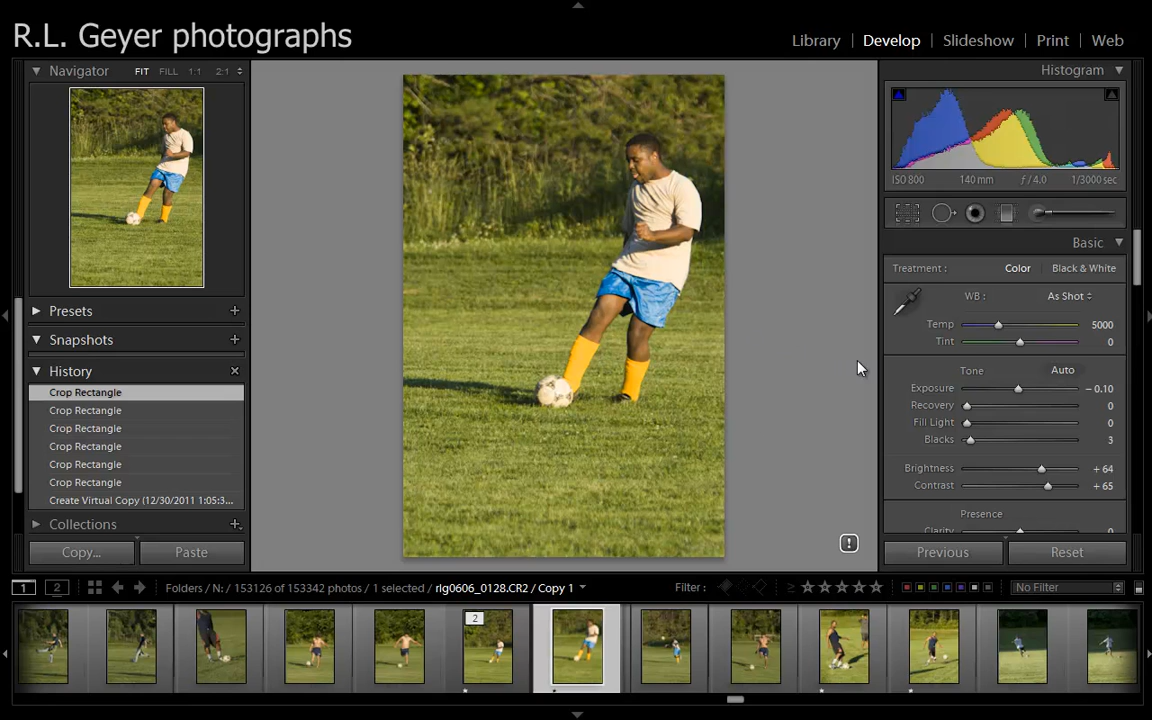 R.L. Geyer photographs
Library | Develop | Slideshow | Print | Web
Navigator FIT FILL 1:1 2:1
Histogram
ISO 800 140 mm ƒ / 4.0 1/3000 sec
Basic
Treatment : Color Black & White
WB : As Shot
Temp 5000
Tint 0
Tone Auto
Exposure − 0.10
Recovery 0
Fill Light 0
Blacks 3
Brightness + 64
Contrast + 65
Presence
Clarity 0
Presets
Snapshots
History
Crop Rectangle
Crop Rectangle
Crop Rectangle
Crop Rectangle
Crop Rectangle
Crop Rectangle
Create Virtual Copy (12/30/2011 1:05:3...
Collections
Copy... Paste
Previous Reset
1 2 Folders / N: / 153126 of 153342 photos / 1 selected / rlg0606_0128.CR2 / Copy 1 Filter : ≥ No Filter
2